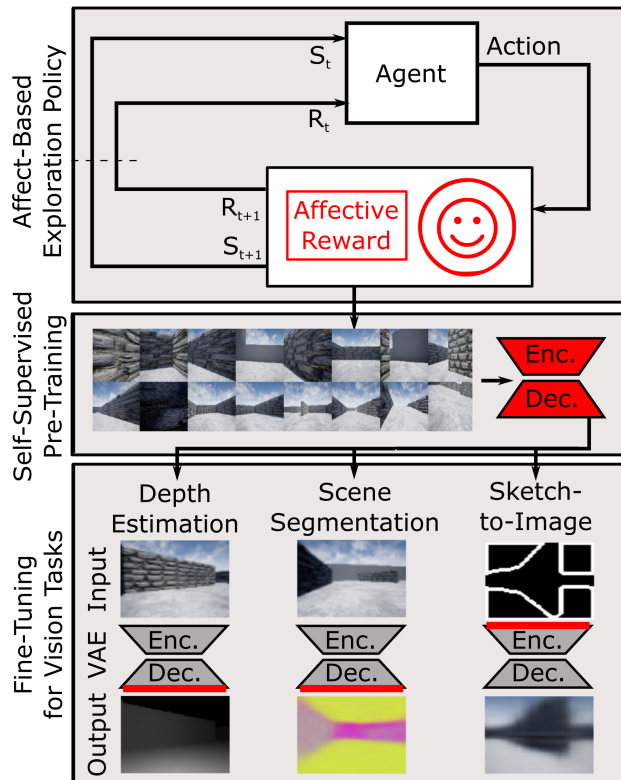 Affect-Based
Exploration Policy
S_t
R_t
Agent
Action
R_{t+1}
S_{t+1}
Affective
Reward
Self-Supervised
Pre-Training
Enc.
Dec.
Fine-Tuning
for Vision Tasks
Depth
Estimation
Scene
Segmentation
Sketch-
to-Image
Input
VAE
Output
Enc.
Dec.
Enc.
Dec.
Enc.
Dec.